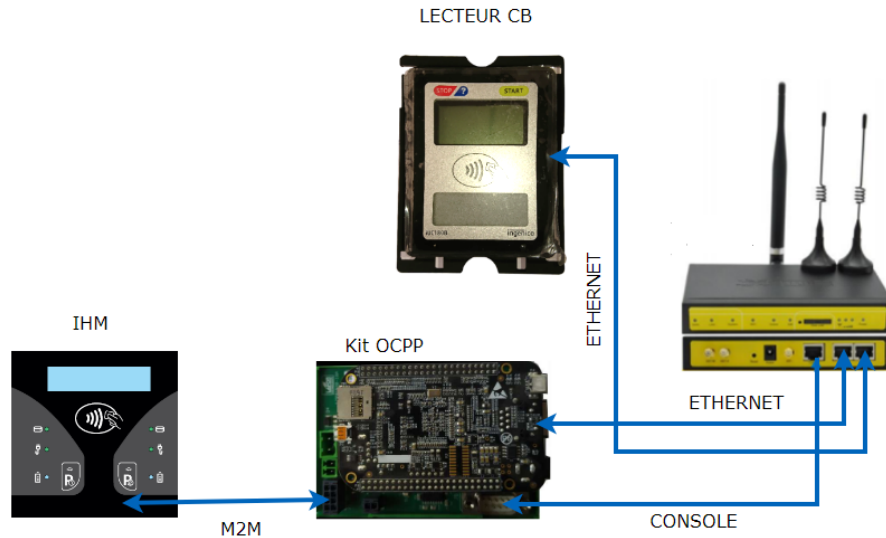 LECTEUR CB
STOP
?
START
ingenico
ETHERNET
IHM
Kit OCPP
ETHERNET
P
P
M2M
CONSOLE